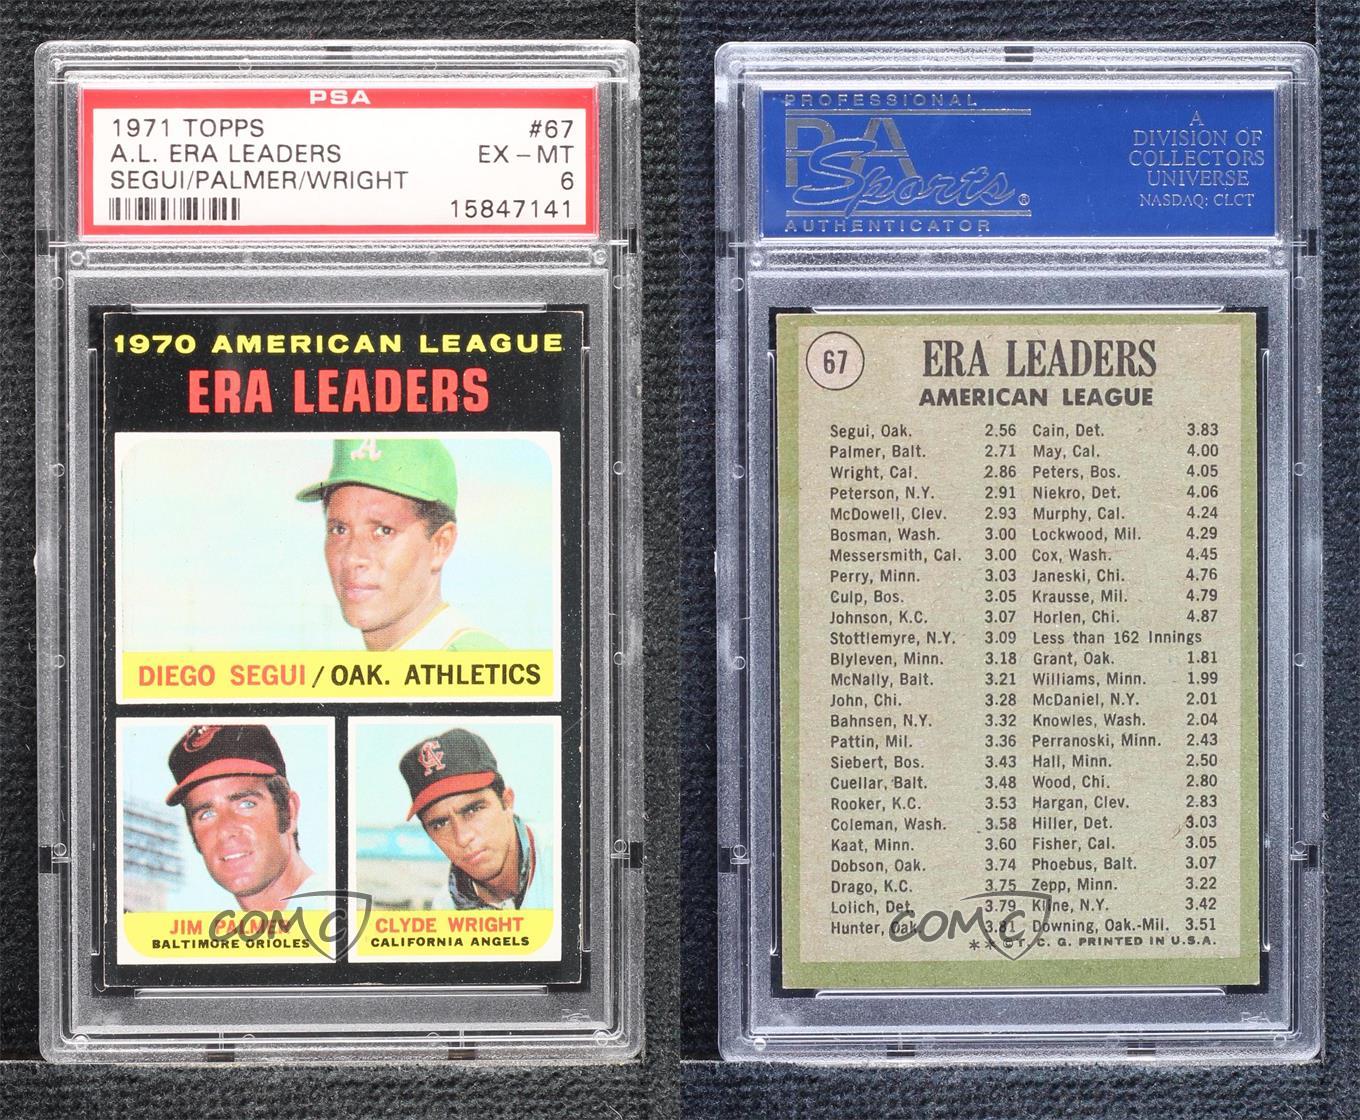 PSA
1971 TOPPS #67
A.L. ERA LEADERS EX - MT
SEGUI/PALMER/WRIGHT 6
15847141
1970 AMERICAN LEAGUE
ERA LEADERS
A
DIEGO SEGUI / OAK. ATHLETICS
CA
JIM PALMER
BALTIMORE ORIOLES
CLYDE WRIGHT
CALIFORNIA ANGELS
COMC
PROFESSIONAL
PSA
Sports®
AUTHENTICATOR
A
DIVISION OF
COLLECTORS
UNIVERSE
NASDAQ: CLCT
67
ERA LEADERS
AMERICAN LEAGUE
Segui, Oak. 2.56
Palmer, Balt. 2.71
Wright, Cal. 2.86
Peterson, N.Y. 2.91
McDowell, Clev. 2.93
Bosman, Wash. 3.00
Messersmith, Cal. 3.00
Perry, Minn. 3.03
Culp, Bos. 3.05
Johnson, K.C. 3.07
Stottlemyre, N.Y. 3.09
Blyleven, Minn. 3.18
McNally, Balt. 3.21
John, Chi. 3.28
Bahnsen, N.Y. 3.32
Pattin, Mil. 3.36
Siebert, Bos. 3.43
Cuellar, Balt. 3.48
Rooker, K.C. 3.53
Coleman, Wash. 3.58
Kaat, Minn. 3.60
Dobson, Oak. 3.74
Drago, K.C. 3.75
Lolich, Det. 3.79
Hunter, Oak. 3.81
Cain, Det. 3.83
May, Cal. 4.00
Peters, Bos. 4.05
Niekro, Det. 4.06
Murphy, Cal. 4.24
Lockwood, Mil. 4.29
Cox, Wash. 4.45
Janeski, Chi. 4.76
Krausse, Mil. 4.79
Horlen, Chi. 4.87
Less than 162 Innings
Grant, Oak. 1.81
Williams, Minn. 1.99
McDaniel, N.Y. 2.01
Knowles, Wash. 2.04
Perranoski, Minn. 2.43
Hall, Minn. 2.50
Wood, Chi. 2.80
Hargan, Clev. 2.83
Hiller, Det. 3.03
Fisher, Cal. 3.05
Phoebus, Balt. 3.07
Zepp, Minn. 3.22
Kline, N.Y. 3.42
Downing, Oak.-Mil. 3.51
**© T. C. G. PRINTED IN U.S.A.
COMC